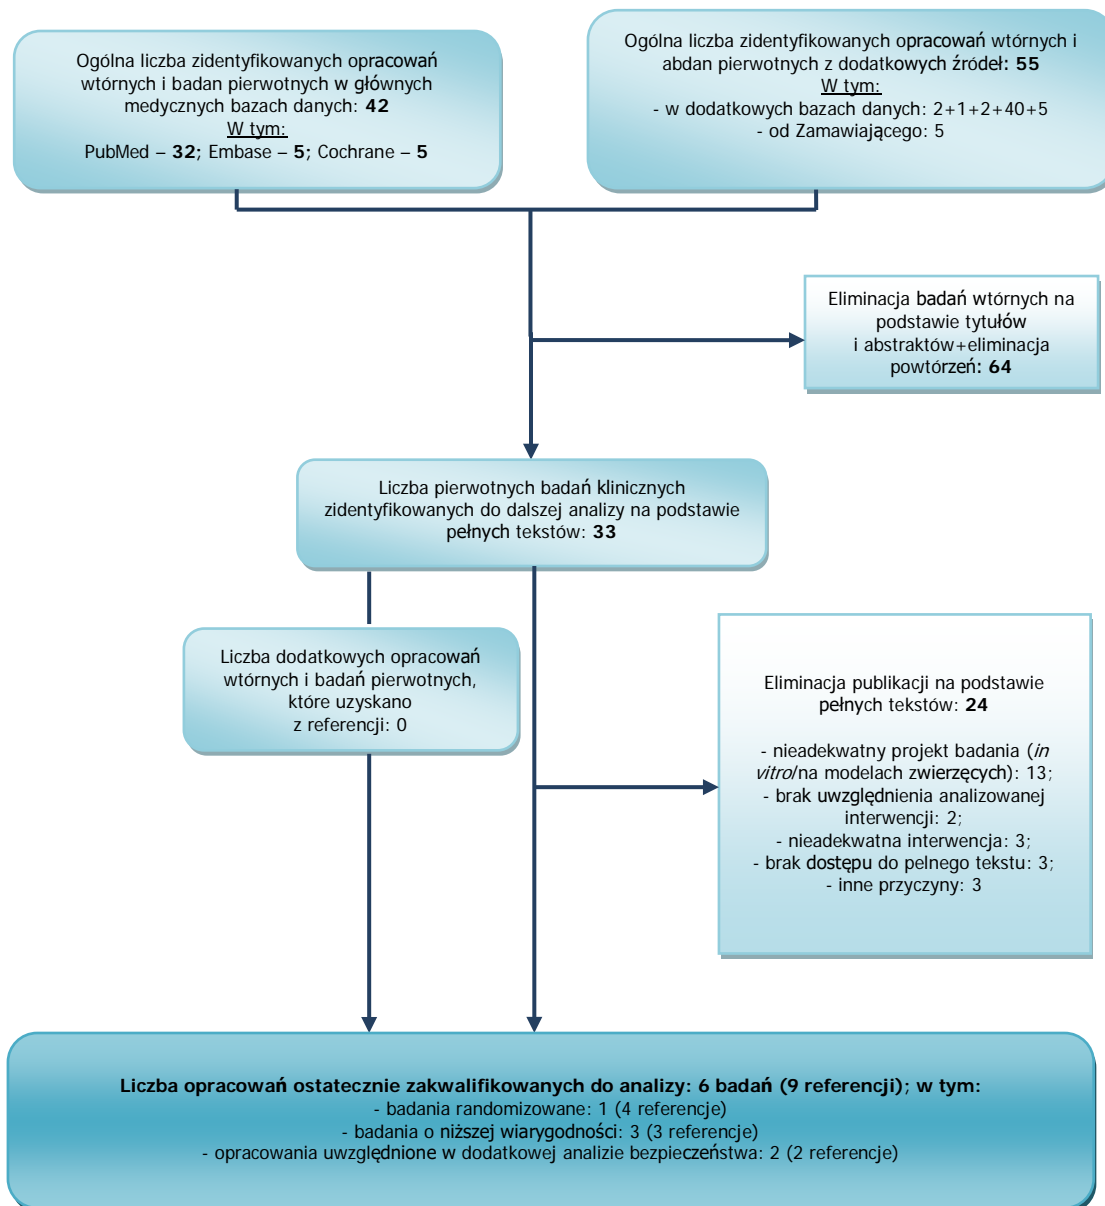 Ogólna liczba zidentyfikowanych opracowań
wtórnych i badan pierwotnych w głównych
medycznych bazach danych: 42
W tym:
PubMed – 32; Embase – 5; Cochrane – 5
Ogólna liczba zidentyfikowanych opracowań wtórnych i
abdan pierwotnych z dodatkowych źródeł: 55
W tym:
- w dodatkowych bazach danych: 2+1+2+40+5
- od Zamawiającego: 5
Eliminacja badań wtórnych na
podstawie tytułów
i abstraktów+eliminacja
powtórzeń: 64
Liczba pierwotnych badań klinicznych
zidentyfikowanych do dalszej analizy na podstawie
pełnych tekstów: 33
Liczba dodatkowych opracowań
wtórnych i badań pierwotnych,
które uzyskano
z referencji: 0
Eliminacja publikacji na podstawie
pełnych tekstów: 24
- nieadekwatny projekt badania (in
vitro/na modelach zwierzęcych): 13;
- brak uwzględnienia analizowanej
interwencji: 2;
- nieadekwatna interwencja: 3;
- brak dostępu do pelnego tekstu: 3;
- inne przyczyny: 3
Liczba opracowań ostatecznie zakwalifikowanych do analizy: 6 badań (9 referencji); w tym:
- badania randomizowane: 1 (4 referencje)
- badania o niższej wiarygodności: 3 (3 referencje)
- opracowania uwzględnione w dodatkowej analizie bezpieczeństwa: 2 (2 referencje)